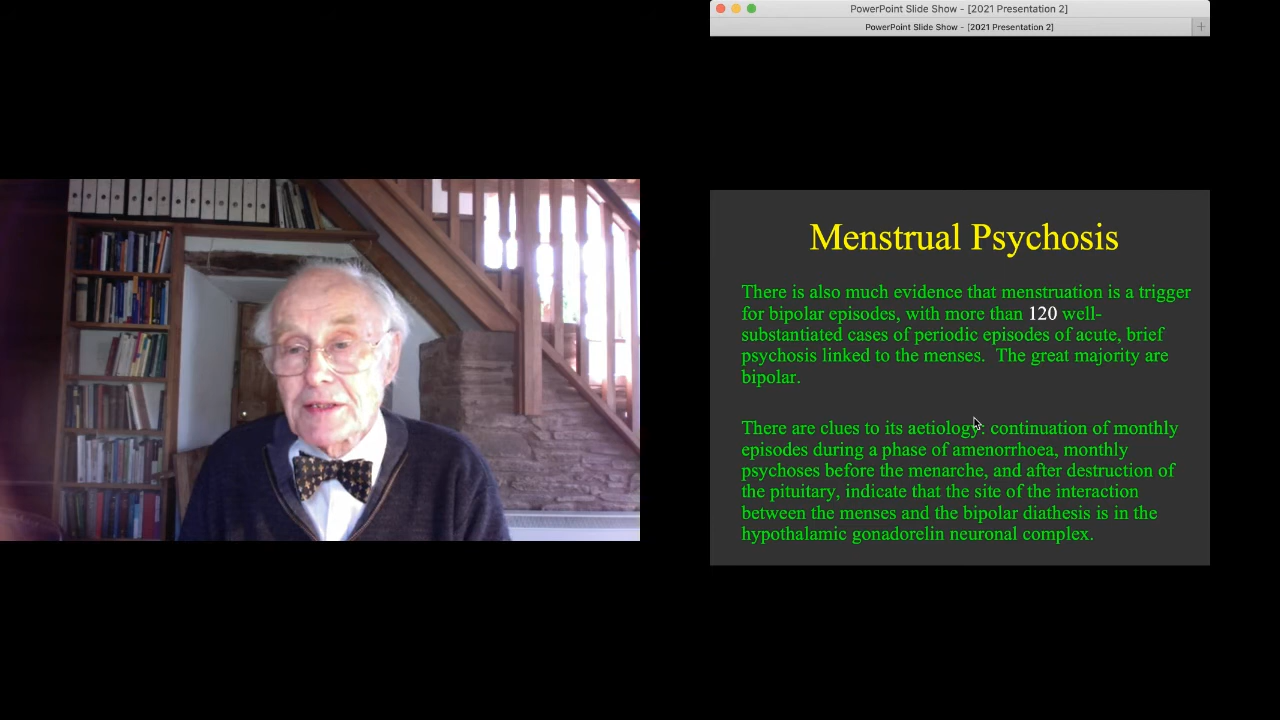 PowerPoint Slide Show - [2021 Presentation 2]
PowerPoint Slide Show - [2021 Presentation 2]
Menstrual Psychosis
There is also much evidence that menstruation is a trigger
for bipolar episodes, with more than 120 well-
substantiated cases of periodic episodes of acute, brief
psychosis linked to the menses.  The great majority are
bipolar.
There are clues to its aetiology: continuation of monthly
episodes during a phase of amenorrhoea, monthly
psychoses before the menarche, and after destruction of
the pituitary, indicate that the site of the interaction
between the menses and the bipolar diathesis is in the
hypothalamic gonadorelin neuronal complex.